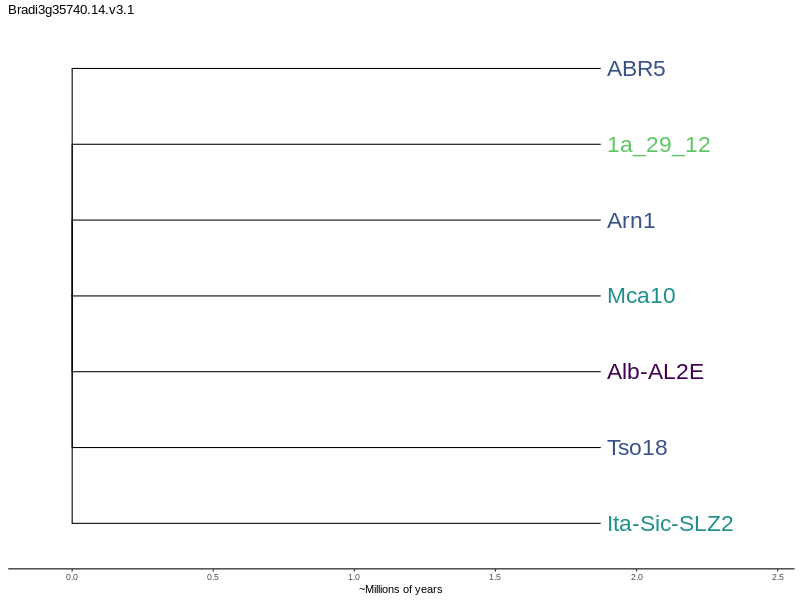 Bradi3g35740.14.v3.1
ABR5
1a_29_12
Arn1
Mca10
Alb-AL2E
Tso18
Ita-Sic-SLZ2
0.0 0.5 1.0 1.5 2.0 2.5
~Millions of years